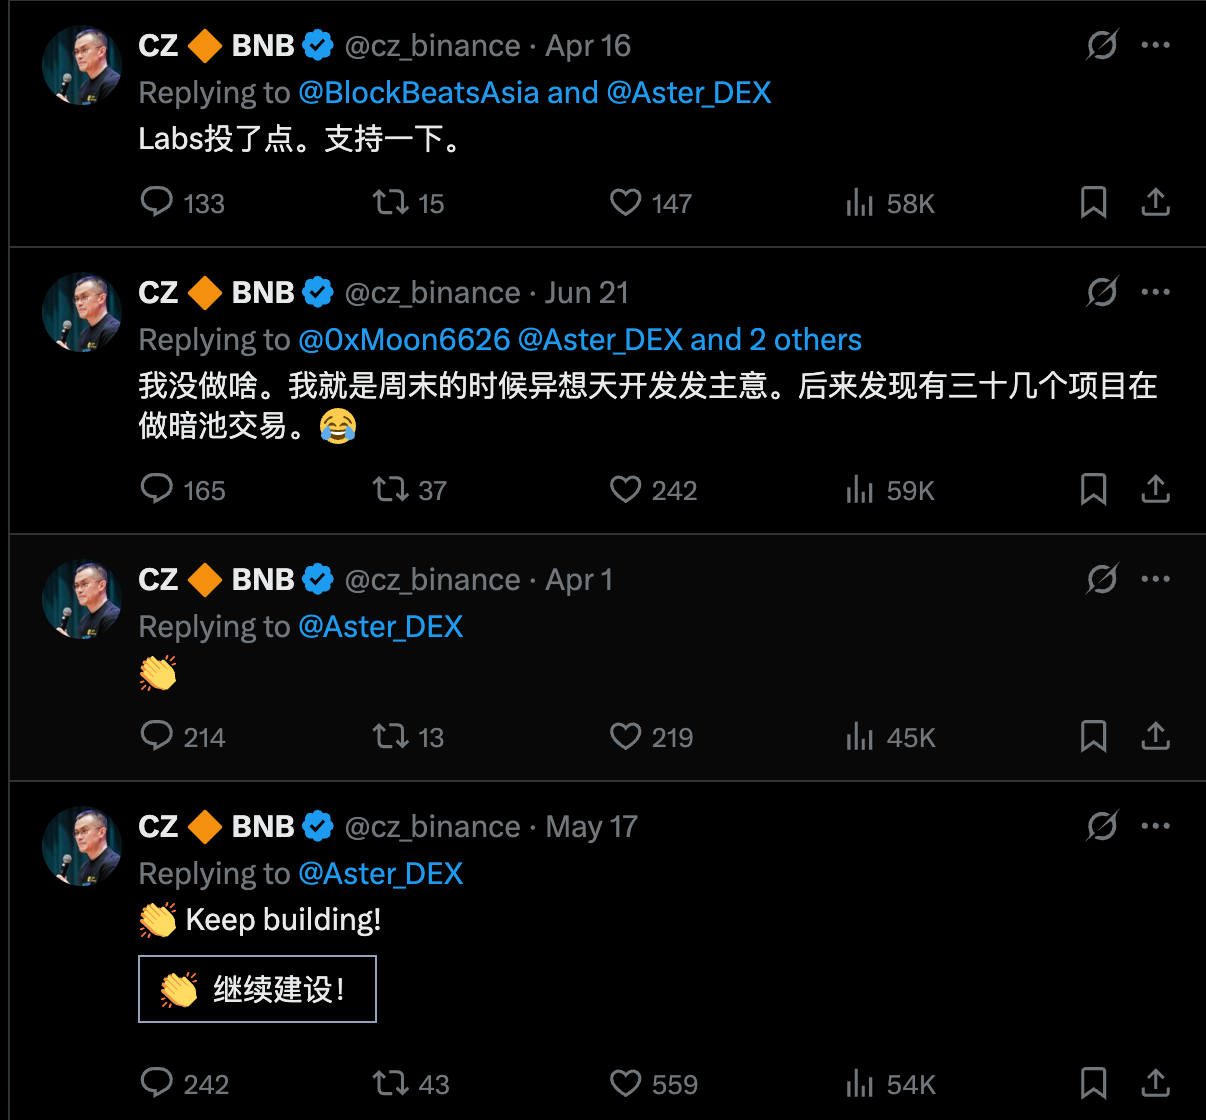 CZ 🔶 BNB @cz_binance · Apr 16
Replying to @BlockBeatsAsia and @Aster_DEX
Labs投了点。支持一下。
133 15 147 58K
CZ 🔶 BNB @cz_binance · Jun 21
Replying to @0xMoon6626 @Aster_DEX and 2 others
我没做啥。我就是周末的时候异想天开发发主意。后来发现有三十几个项目在
做暗池交易。😂
165 37 242 59K
CZ 🔶 BNB @cz_binance · Apr 1
Replying to @Aster_DEX
👏
214 13 219 45K
CZ 🔶 BNB @cz_binance · May 17
Replying to @Aster_DEX
👏 Keep building!
👏 继续建设！
242 43 559 54K